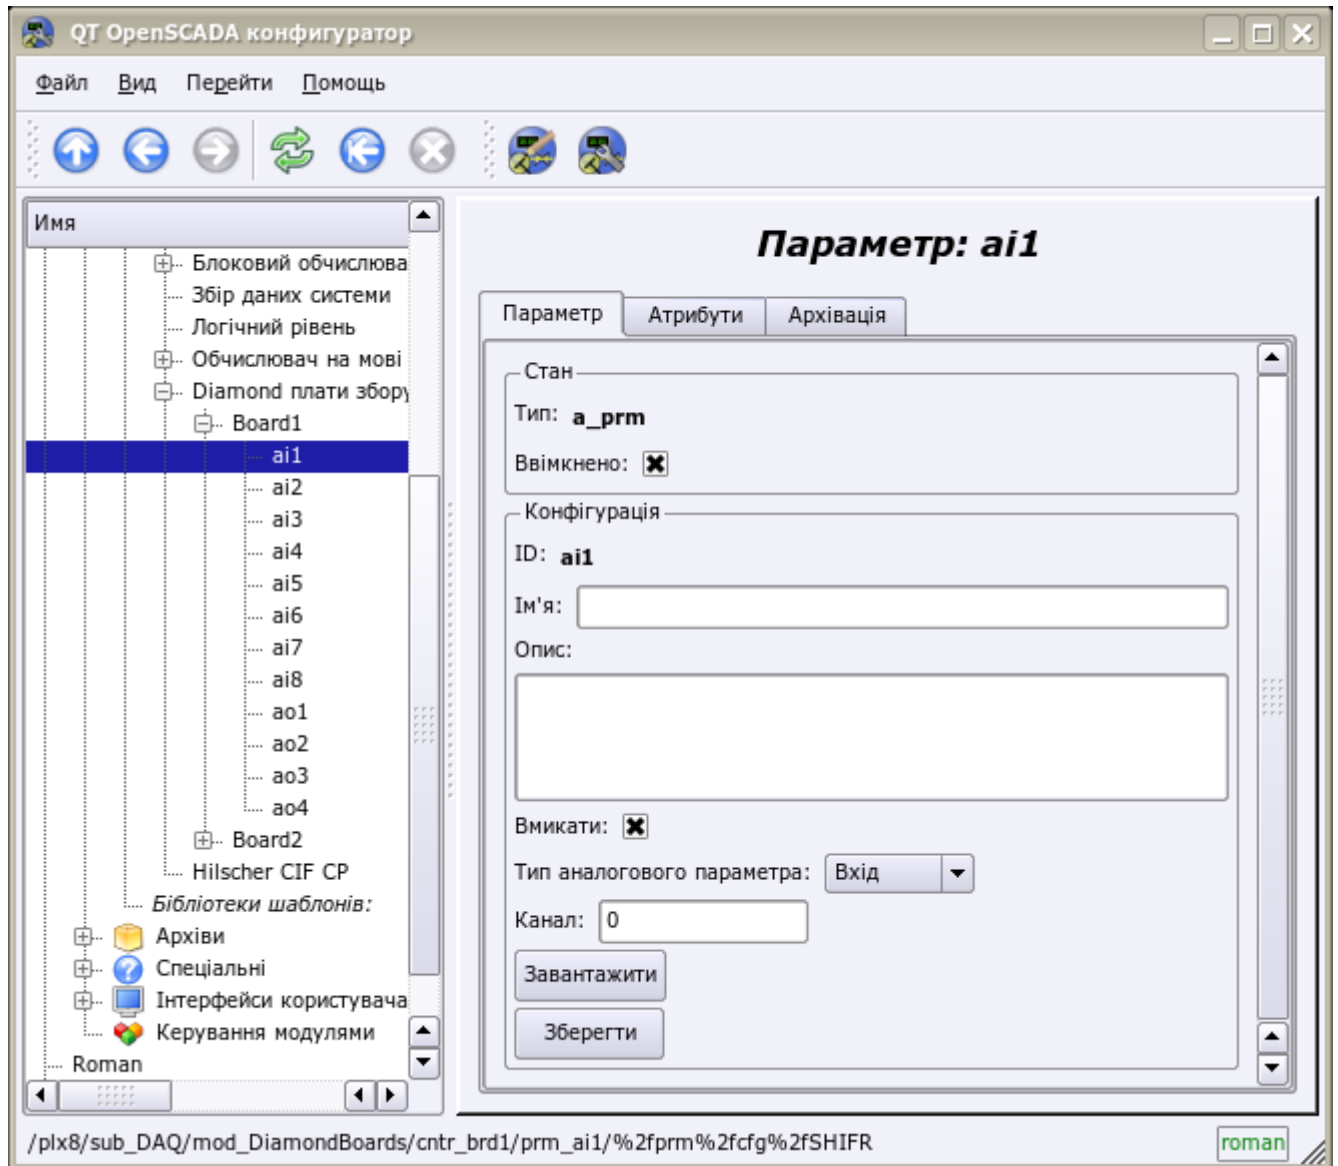 QT OpenSCADA конфигуратор
Файл Вид Перейти Помощь
Имя
Блоковий обчислюва
Збір даних системи
Логічний рівень
Обчислювач на мові
Diamond плати збору
Board1
ai1
ai2
ai3
ai4
ai5
ai6
ai7
ai8
ao1
ao2
ao3
ao4
Board2
Hilscher CIF CP
Бібліотеки шаблонів:
Архіви
Спеціальні
Інтерфейси користувача
Керування модулями
Roman
Параметр: ai1
Параметр Атрибути Архівація
Стан
Тип: a_prm
Ввімкнено:
Конфігурація
ID: ai1
Ім'я:
Опис:
Вмикати:
Тип аналогового параметра: Вхід
Канал: 0
Завантажити
Зберегти
/plx8/sub_DAQ/mod_DiamondBoards/cntr_brd1/prm_ai1/%2fprm%2fcfg%2fSHIFR roman